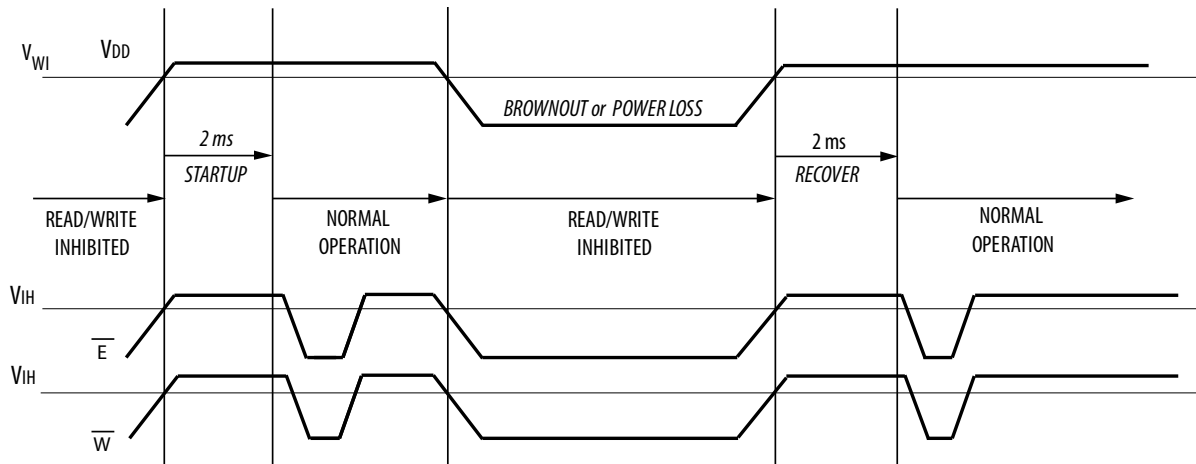 VWI VDD
BROWNOUT or POWER LOSS
2 ms
STARTUP
2 ms
RECOVER
READ/WRITE
INHIBITED
NORMAL
OPERATION
READ/WRITE
INHIBITED
NORMAL
OPERATION
VIH
E
VIH
W